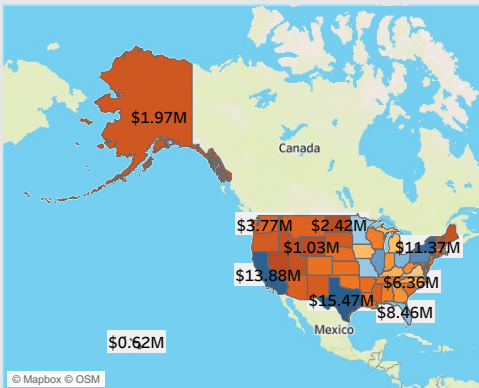 $1.97M
Canada
$3.77M
$2.42M
$1.03M
$11.37M
$13.88M
$6.36M
$15.47M
$8.46M
Mexico
$0.62M
© Mapbox © OSM